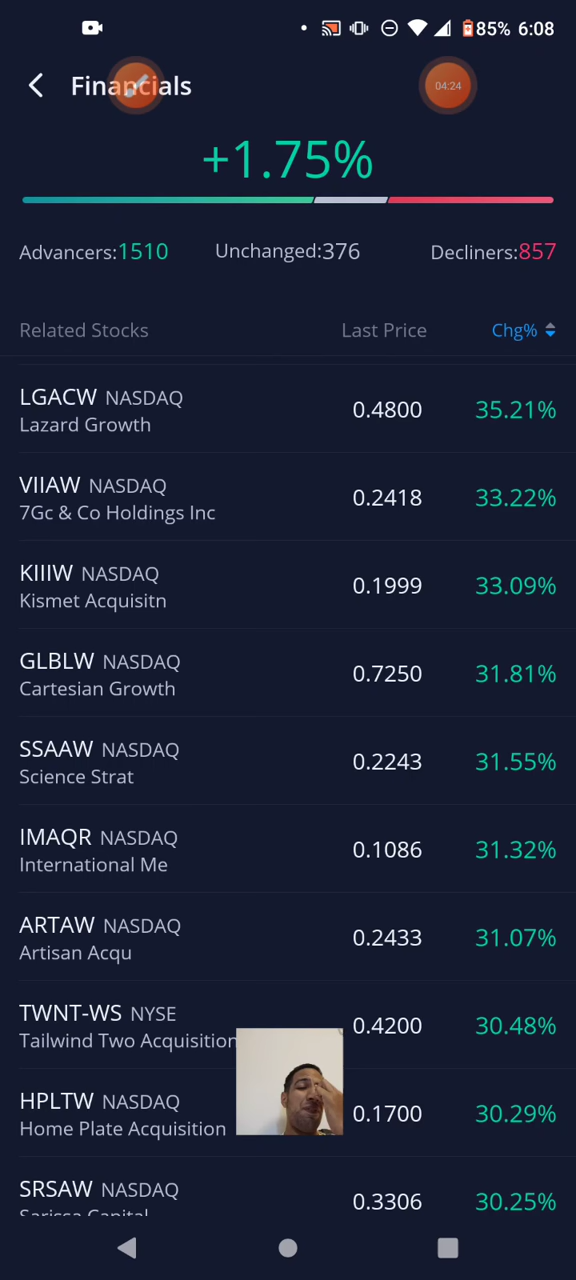 85% 6:08
Financials
04:24
+1.75%
Advancers:1510 Unchanged:376 Decliners:857
Related Stocks Last Price Chg%
LGACW NASDAQ 0.4800 35.21%
Lazard Growth
VIIAW NASDAQ 0.2418 33.22%
7Gc & Co Holdings Inc
KIIIW NASDAQ 0.1999 33.09%
Kismet Acquisitn
GLBLW NASDAQ 0.7250 31.81%
Cartesian Growth
SSAAW NASDAQ 0.2243 31.55%
Science Strat
IMAQR NASDAQ 0.1086 31.32%
International Me
ARTAW NASDAQ 0.2433 31.07%
Artisan Acqu
TWNT-WS NYSE 0.4200 30.48%
Tailwind Two Acquisition
HPLTW NASDAQ 0.1700 30.29%
Home Plate Acquisition
SRSAW NASDAQ 0.3306 30.25%
Sarissa Capital